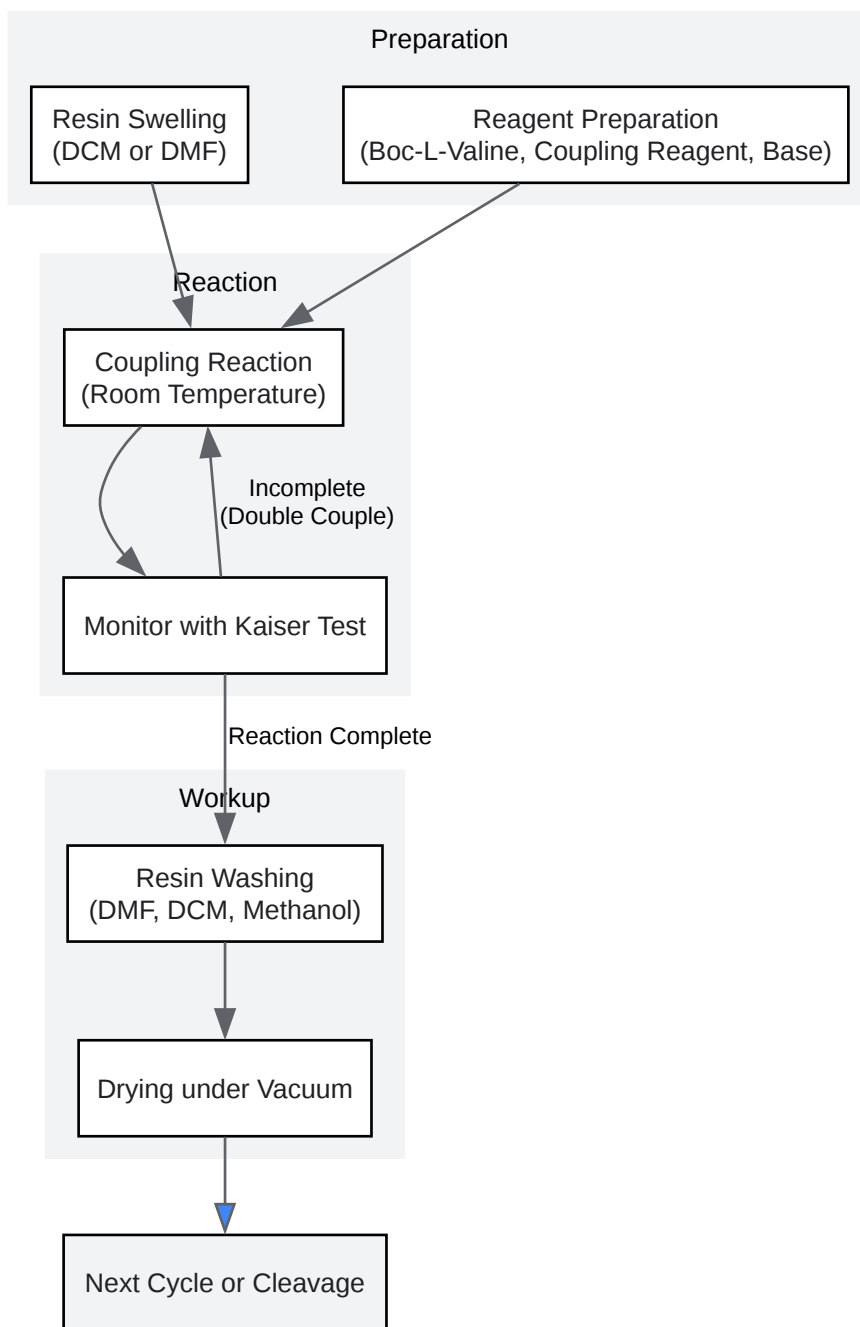 Preparation
Resin Swelling
(DCM or DMF)
Reagent Preparation
(Boc-L-Valine, Coupling Reagent, Base)
Reaction
Coupling Reaction
(Room Temperature)
Incomplete
(Double Couple)
Monitor with Kaiser Test
Reaction Complete
Workup
Resin Washing
(DMF, DCM, Methanol)
Drying under Vacuum
Next Cycle or Cleavage